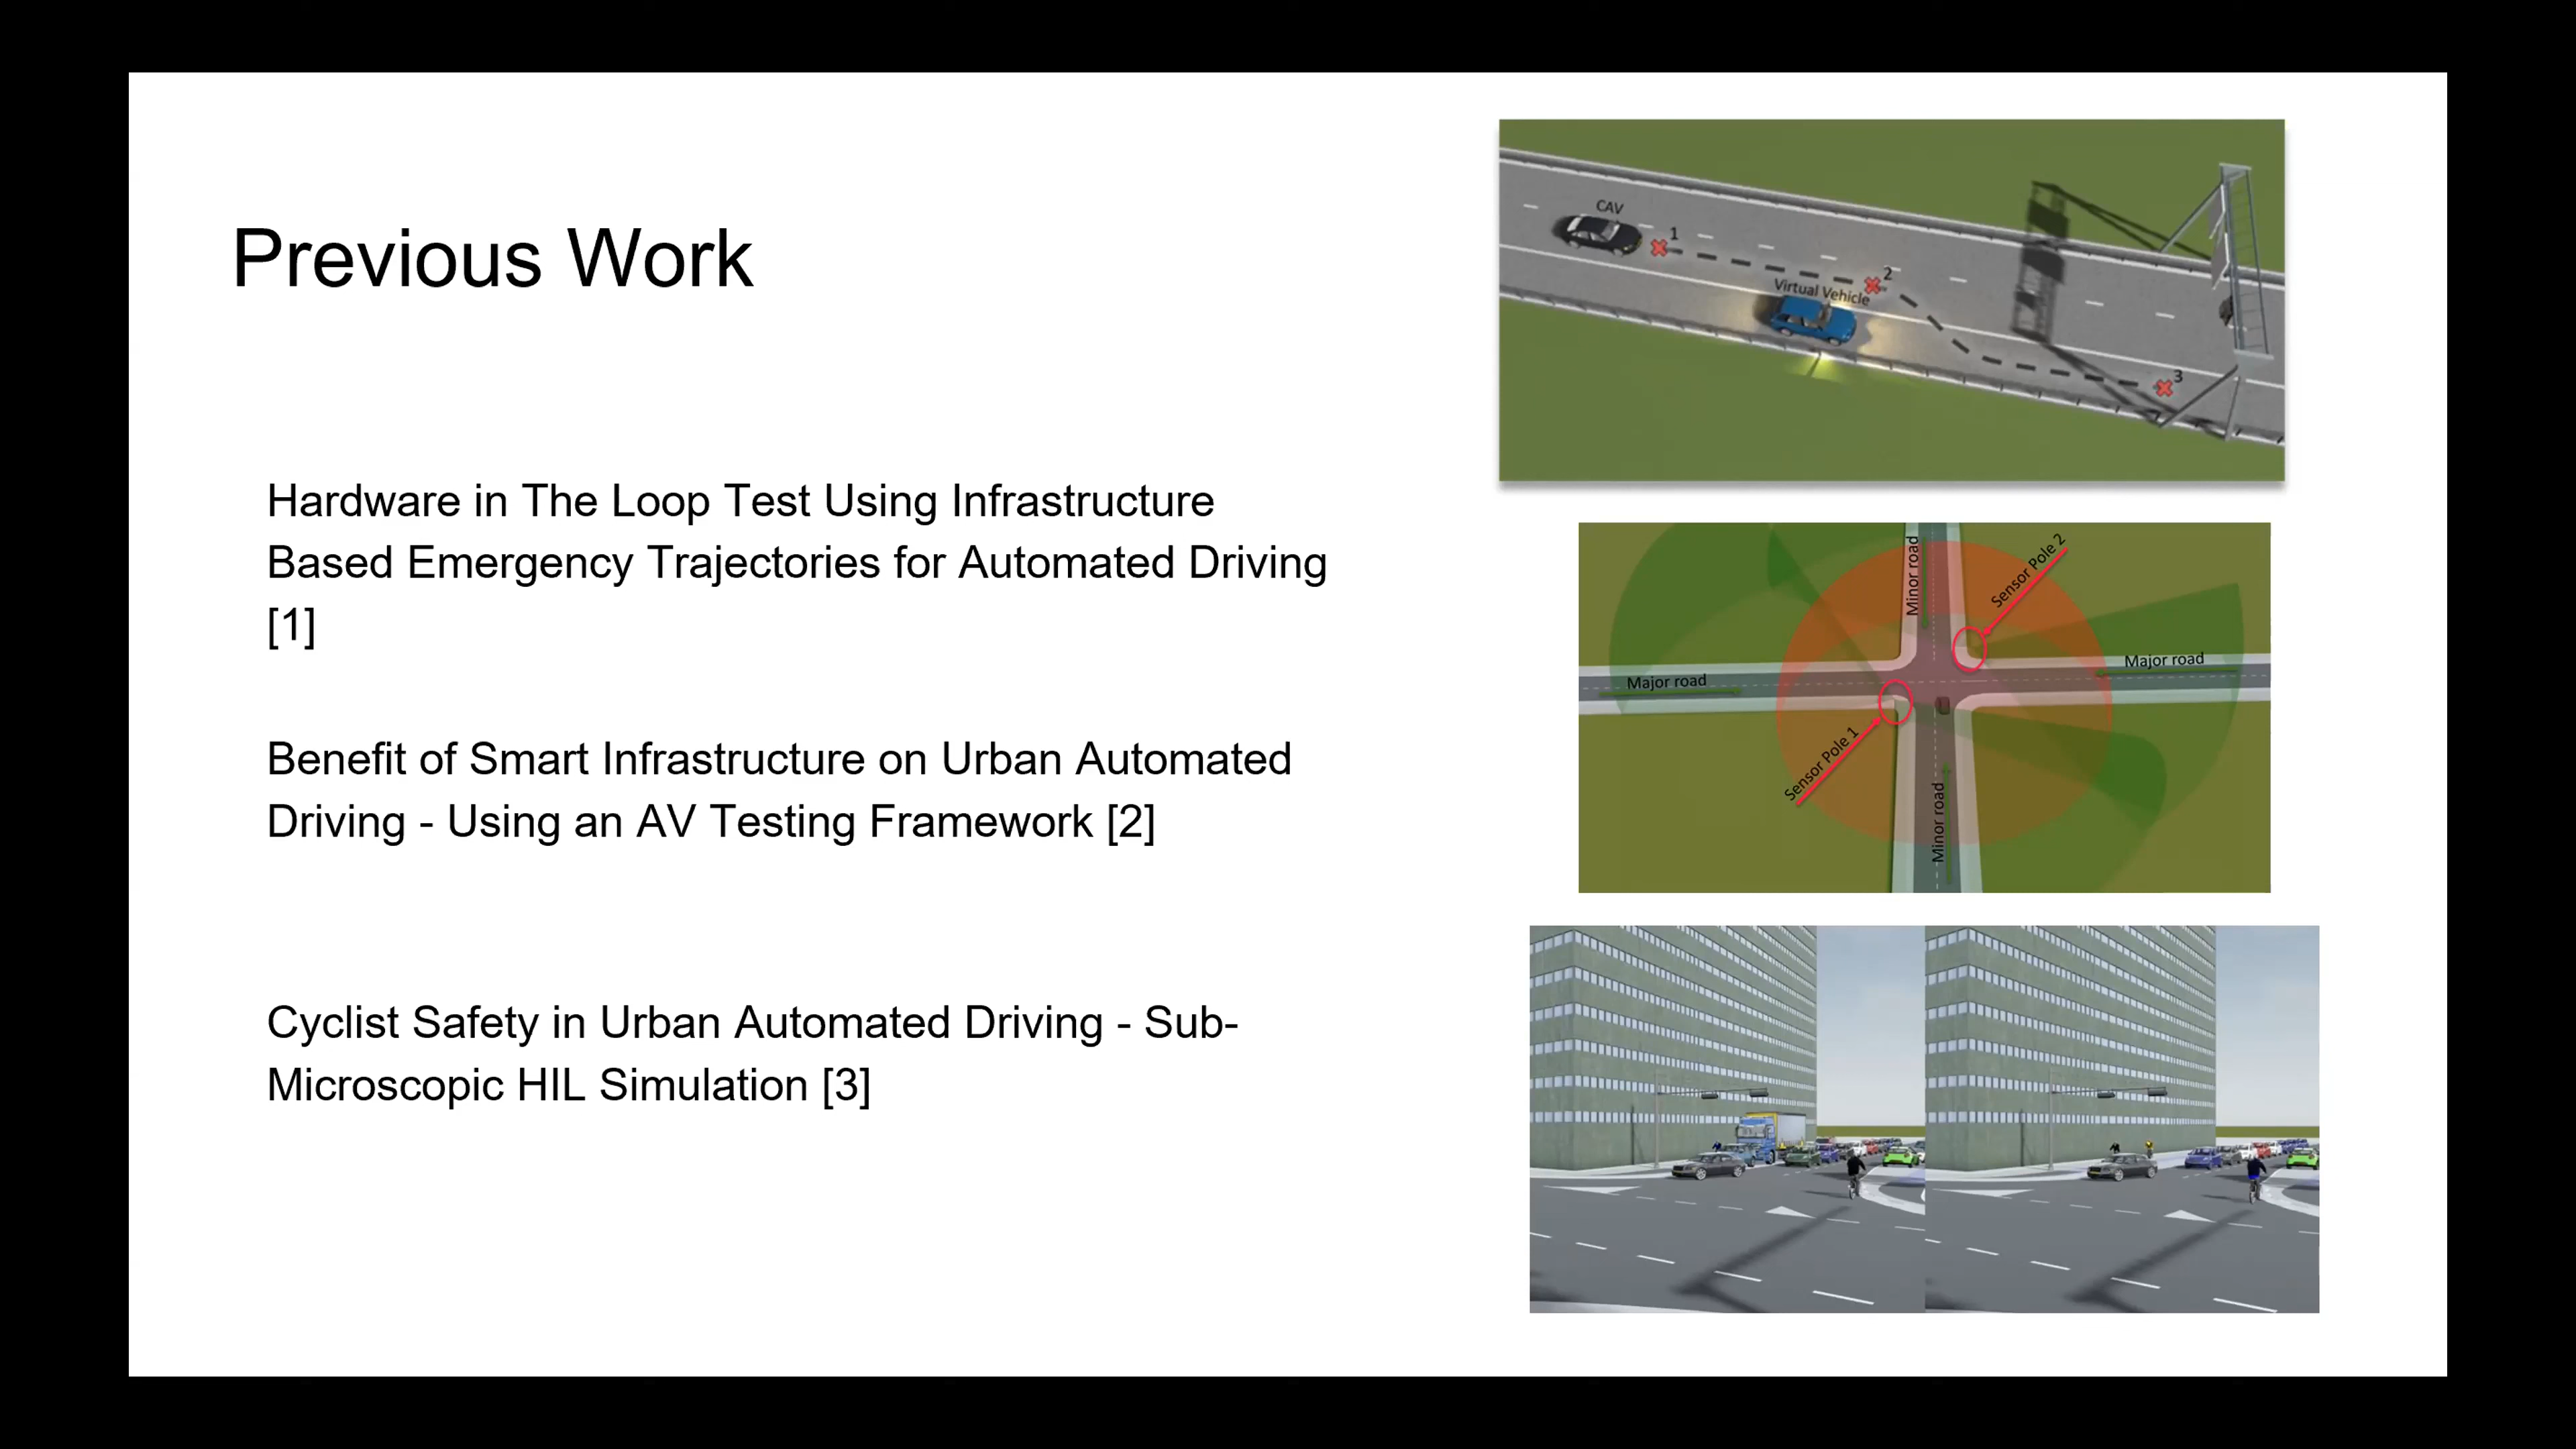 Previous Work
Hardware in The Loop Test Using Infrastructure
Based Emergency Trajectories for Automated Driving
[1]
Benefit of Smart Infrastructure on Urban Automated
Driving - Using an AV Testing Framework [2]
Cyclist Safety in Urban Automated Driving - Sub-
Microscopic HIL Simulation [3]
CAV
1
2
Virtual Vehicle
3
Minor road
Sensor Pole 2
Major road
Major road
Sensor Pole 1
Minor road